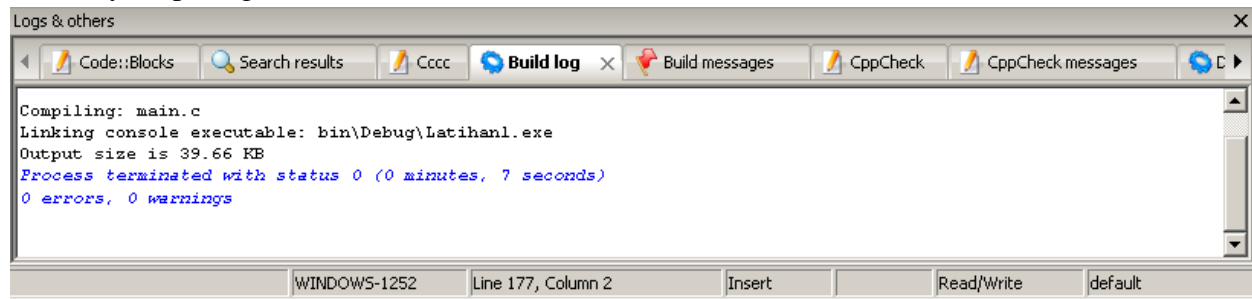 Logs & others
Code::Blocks Search results Cccc Build log Build messages CppCheck CppCheck messages
Compiling: main.c
Linking console executable: bin\Debug\Latihan1.exe
Output size is 39.66 KB
Process terminated with status 0 (0 minutes, 7 seconds)
0 errors, 0 warnings
WINDOWS-1252 Line 177, Column 2 Insert Read/Write default